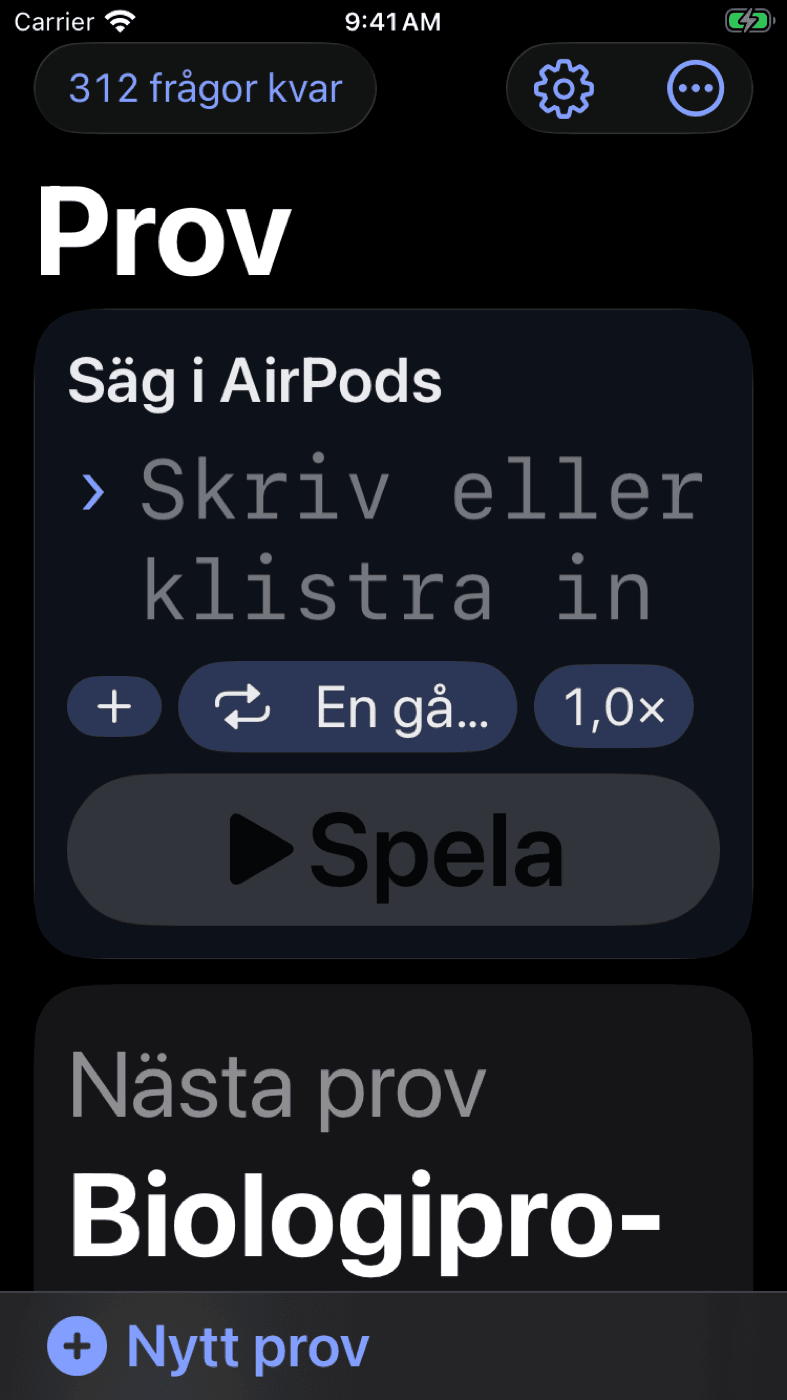 Carrier 9:41 AM
312 frågor kvar
Prov
Säg i AirPods
› Skriv eller
klistra in
+ En gå... 1,0×
Spela
Nästa prov
Biologipro-
Nytt prov